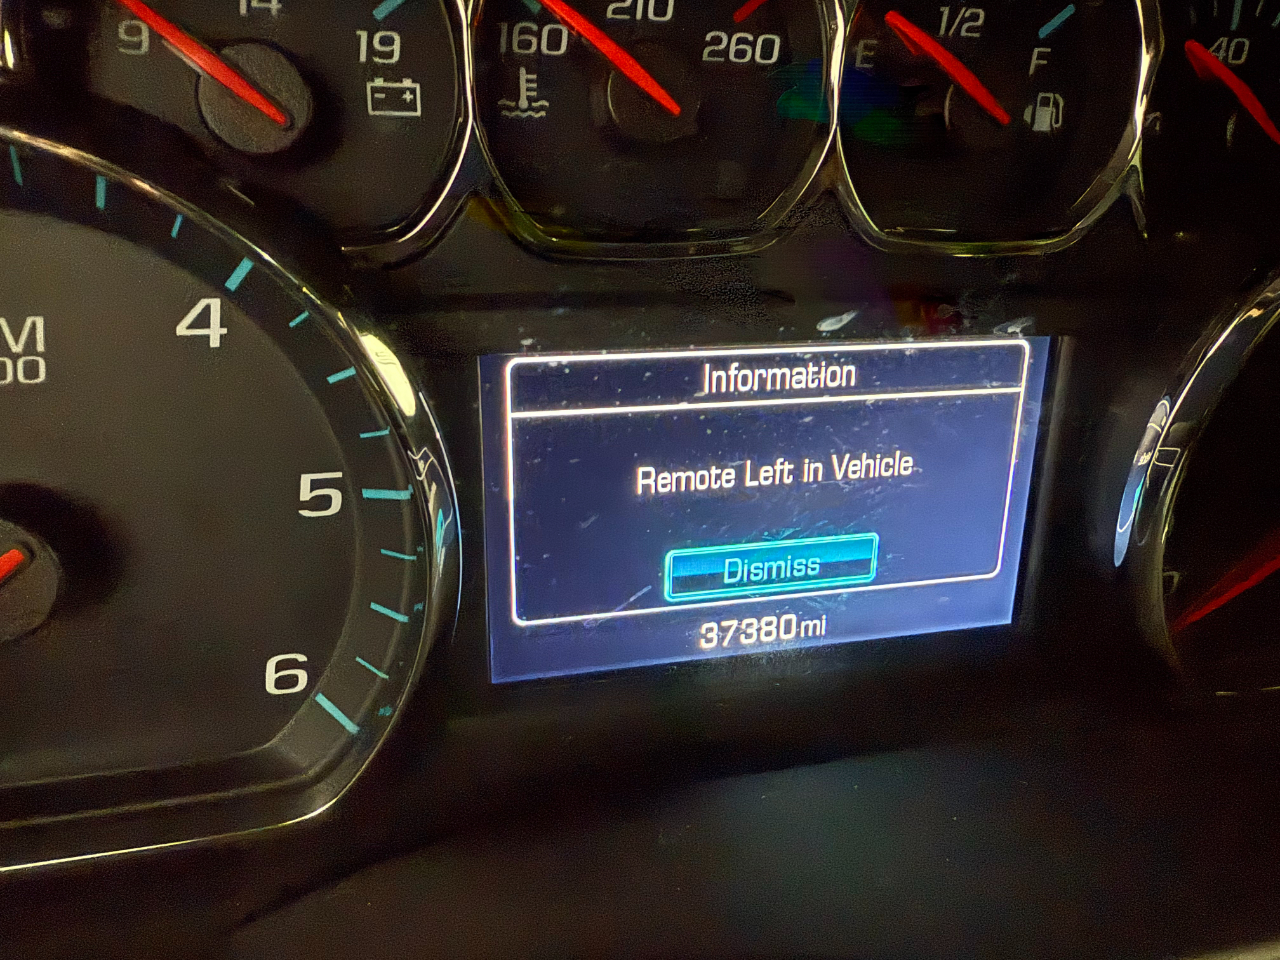 9 14 19
160 210 260
E 1/2 F
40
4
5
6
Information
Remote Left in Vehicle
Dismiss
37380mi